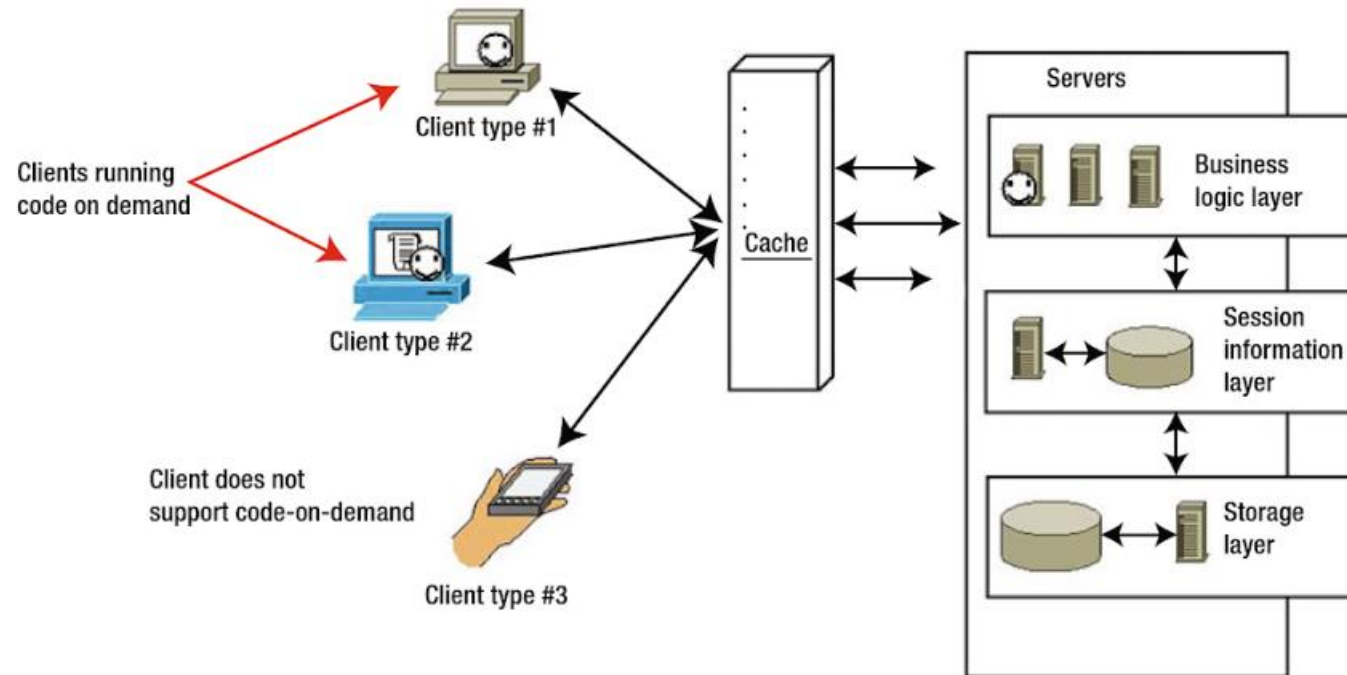 Client type #1
Clients running
code on demand
Client type #2
Client does not
support code-on-demand
Client type #3
Cache
Servers
Business
logic layer
Session
information
layer
Storage
layer